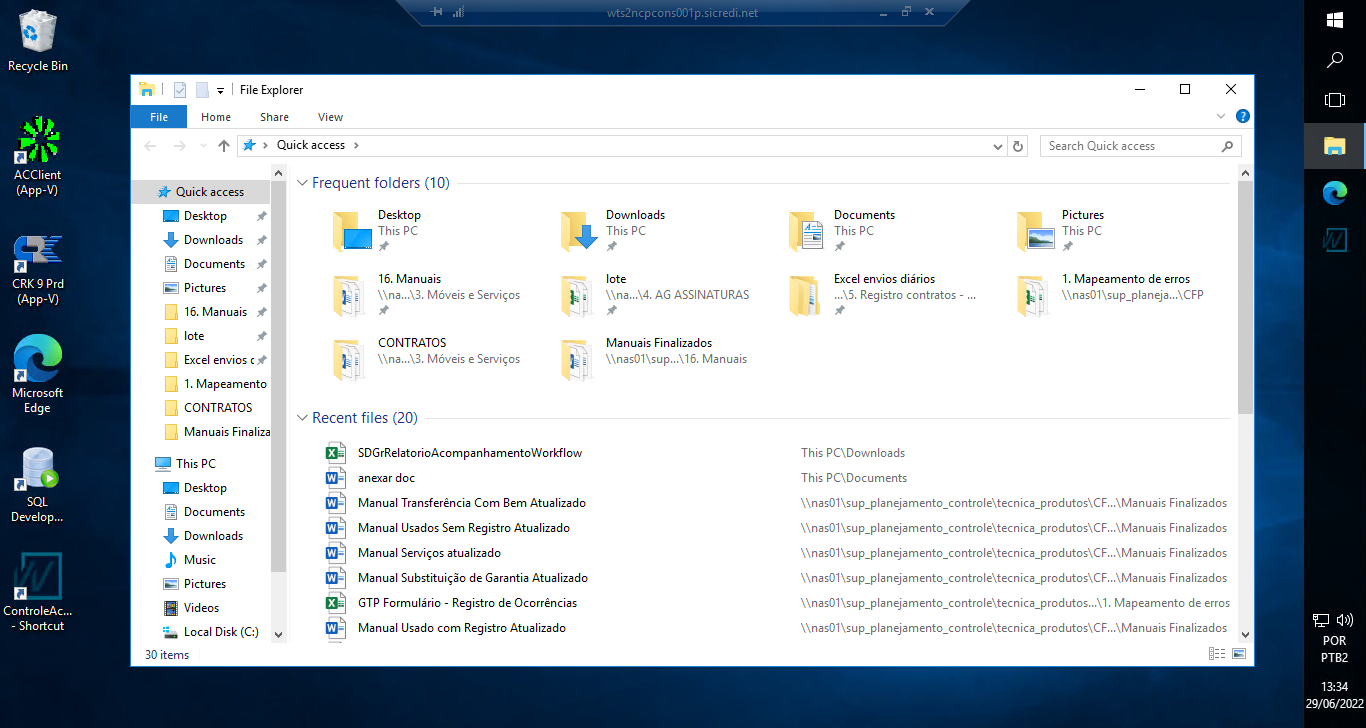 wts2ncpcons001p.sicredi.net
Recycle Bin
ACClient
(App-V)
CRK 9 Prd
(App-V)
Microsoft
Edge
SQL
Develop...
ControleAc...
- Shortcut
File Explorer
File Home Share View
Quick access
Search Quick access
Quick access
Desktop
Downloads
Documents
Pictures
16. Manuais
lote
Excel envios d
1. Mapeamento
CONTRATOS
Manuais Finaliza
This PC
Desktop
Documents
Downloads
Music
Pictures
Videos
Local Disk (C:)
Frequent folders (10)
Desktop
This PC
Downloads
This PC
Documents
This PC
Pictures
This PC
16. Manuais
\\na...\3. Móveis e Serviços
lote
\\na...\4. AG ASSINATURAS
Excel envios diários
...\5. Registro contratos - ...
1. Mapeamento de erros
\\nas01\sup_planeja...\CFP
CONTRATOS
\\na...\3. Móveis e Serviços
Manuais Finalizados
\\nas01\sup...\16. Manuais
Recent files (20)
SDGrRelatorioAcompanhamentoWorkflow This PC\Downloads
anexar doc This PC\Documents
Manual Transferência Com Bem Atualizado \\nas01\sup_planejamento_controle\tecnica_produtos\CF...\Manuais Finalizados
Manual Usados Sem Registro Atualizado \\nas01\sup_planejamento_controle\tecnica_produtos\CF...\Manuais Finalizados
Manual Serviços atualizado \\nas01\sup_planejamento_controle\tecnica_produtos\CF...\Manuais Finalizados
Manual Substituição de Garantia Atualizado \\nas01\sup_planejamento_controle\tecnica_produtos\CF...\Manuais Finalizados
GTP Formulário - Registro de Ocorrências \\nas01\sup_planejamento_controle\tecnica_produtos...\1. Mapeamento de erros
Manual Usado com Registro Atualizado \\nas01\sup_planejamento_controle\tecnica_produtos\CF...\Manuais Finalizados
30 items
POR
PTB2
13:34
29/06/2022